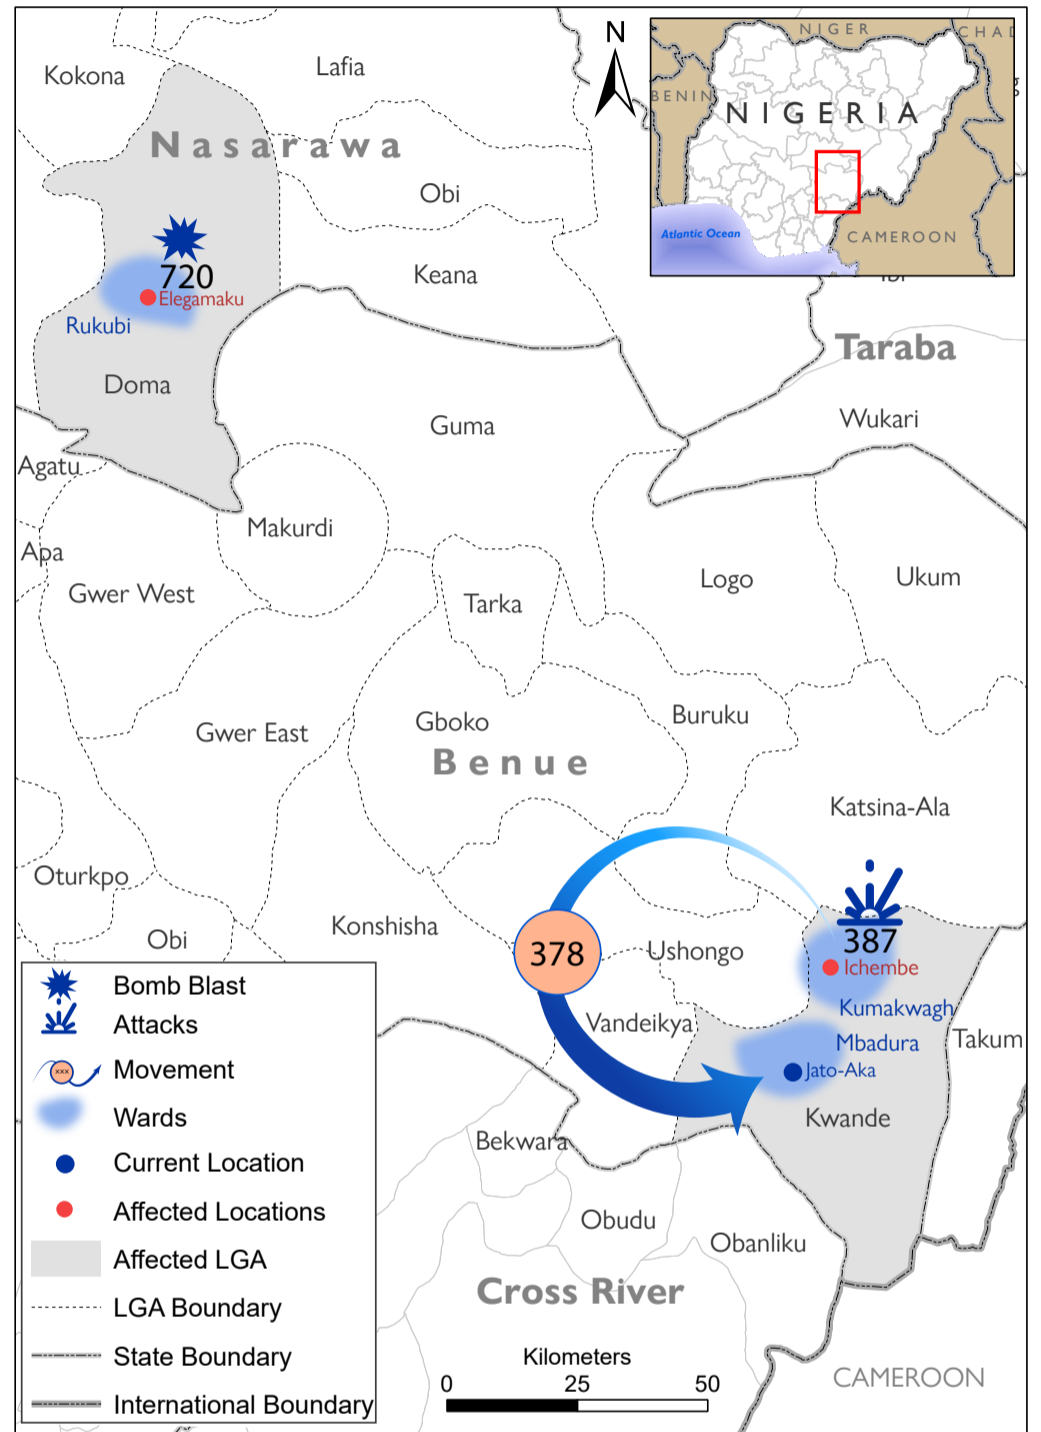 N
NIGER
CHAD
BENIN
NIGERIA
Atlantic Ocean
CAMEROON
Kokona
Lafia
Nasarawa
Obi
Keana
720
Elegamaku
Rukubi
Doma
Taraba
Wukari
Guma
Agatu
Makurdi
Apa
Gwer West
Logo
Ukum
Tarka
Gboko
Buruku
Gwer East
Benue
Katsina-Ala
Oturkpo
Konshisha
Obi
378
Ushongo
387
Ichembe
Kumakwagh
Vandeikya
Mbadura
Takum
Jato-Aka
Kwande
Bekwara
Obudu
Obanliku
Cross River
CAMEROON
Bomb Blast
Attacks
xxx
Movement
Wards
Current Location
Affected Locations
Affected LGA
LGA Boundary
State Boundary
International Boundary
Kilometers
0 25 50